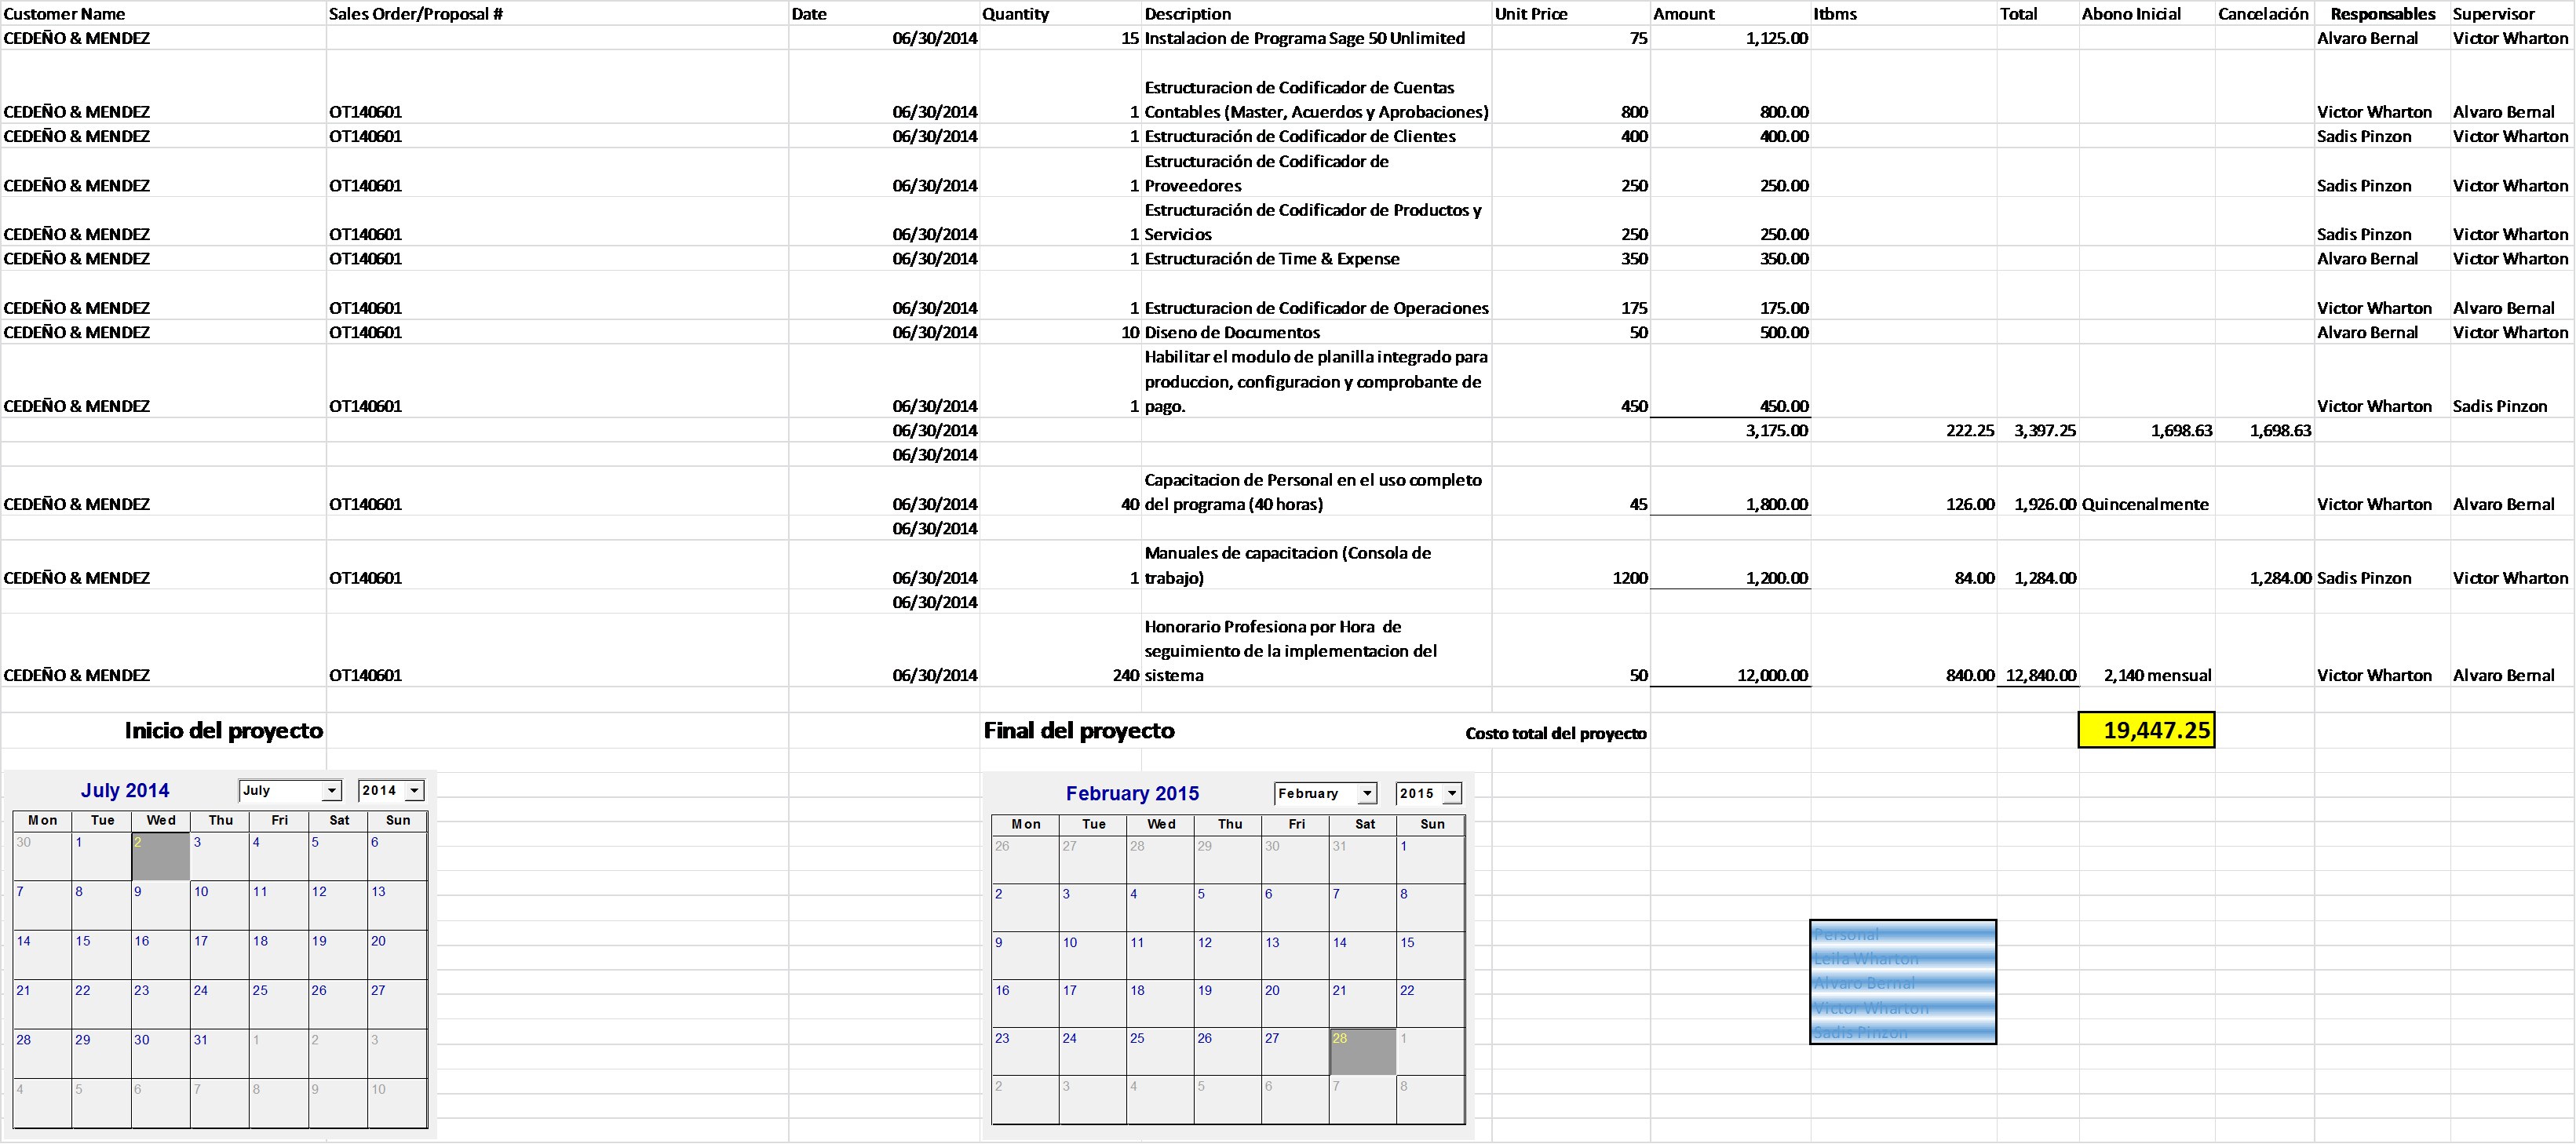 Customer Name Sales Order/Proposal # Date Quantity Description Unit Price Amount Itbms Total Abono Inicial Cancelación Responsables Supervisor
CEDEÑO & MENDEZ 06/30/2014 15 Instalacion de Programa Sage 50 Unlimited 75 1,125.00 Alvaro Bernal Victor Wharton
Estructuracion de Codificador de Cuentas
CEDEÑO & MENDEZ OT140601 06/30/2014 1 Contables (Master, Acuerdos y Aprobaciones) 800 800.00 Victor Wharton Alvaro Bernal
CEDEÑO & MENDEZ OT140601 06/30/2014 1 Estructuración de Codificador de Clientes 400 400.00 Sadis Pinzon Victor Wharton
Estructuración de Codificador de
CEDEÑO & MENDEZ OT140601 06/30/2014 1 Proveedores 250 250.00 Sadis Pinzon Victor Wharton
Estructuración de Codificador de Productos y
CEDEÑO & MENDEZ OT140601 06/30/2014 1 Servicios 250 250.00 Sadis Pinzon Victor Wharton
CEDEÑO & MENDEZ OT140601 06/30/2014 1 Estructuración de Time & Expense 350 350.00 Alvaro Bernal Victor Wharton
CEDEÑO & MENDEZ OT140601 06/30/2014 1 Estructuracion de Codificador de Operaciones 175 175.00 Victor Wharton Alvaro Bernal
CEDEÑO & MENDEZ OT140601 06/30/2014 10 Diseno de Documentos 50 500.00 Alvaro Bernal Victor Wharton
Habilitar el modulo de planilla integrado para
produccion, configuracion y comprobante de
CEDEÑO & MENDEZ OT140601 06/30/2014 1 pago. 450 450.00 Victor Wharton Sadis Pinzon
06/30/2014 3,175.00 222.25 3,397.25 1,698.63 1,698.63
06/30/2014
Capacitacion de Personal en el uso completo
CEDEÑO & MENDEZ OT140601 06/30/2014 40 del programa (40 horas) 45 1,800.00 126.00 1,926.00 Quincenalmente Victor Wharton Alvaro Bernal
06/30/2014
Manuales de capacitacion (Consola de
CEDEÑO & MENDEZ OT140601 06/30/2014 1 trabajo) 1200 1,200.00 84.00 1,284.00 1,284.00 Sadis Pinzon Victor Wharton
06/30/2014
Honorario Profesiona por Hora de
seguimiento de la implementacion del
CEDEÑO & MENDEZ OT140601 06/30/2014 240 sistema 50 12,000.00 840.00 12,840.00 2,140 mensual Victor Wharton Alvaro Bernal
Inicio del proyecto Final del proyecto Costo total del proyecto 19,447.25
July 2014 July 2014
Mon Tue Wed Thu Fri Sat Sun
30 1 2 3 4 5 6
7 8 9 10 11 12 13
14 15 16 17 18 19 20
21 22 23 24 25 26 27
28 29 30 31 1 2 3
4 5 6 7 8 9 10
February 2015 February 2015
Mon Tue Wed Thu Fri Sat Sun
26 27 28 29 30 31 1
2 3 4 5 6 7 8
9 10 11 12 13 14 15
16 17 18 19 20 21 22
23 24 25 26 27 28 1
2 3 4 5 6 7 8
Personal
Leila Wharton
Alvaro Bernal
Victor Wharton
Sadis Pinzon